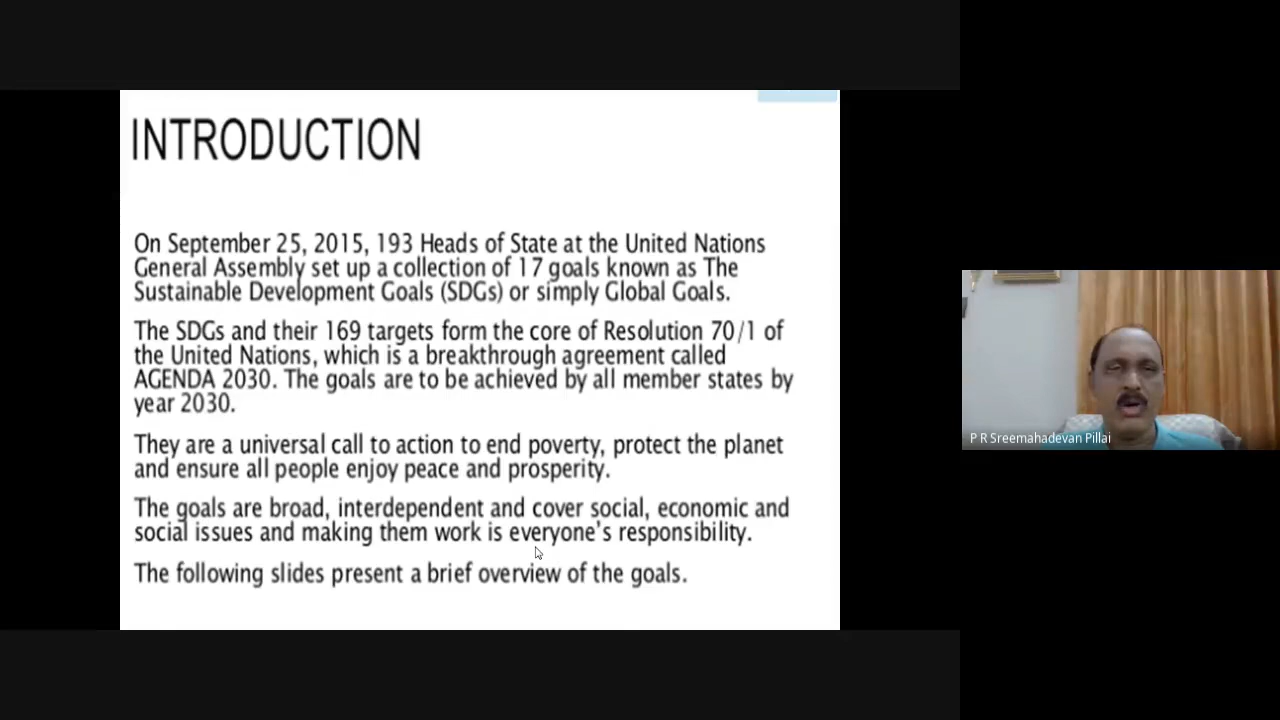 INTRODUCTION
On September 25, 2015, 193 Heads of State at the United Nations
General Assembly set up a collection of 17 goals known as The
Sustainable Development Goals (SDGs) or simply Global Goals.
The SDGs and their 169 targets form the core of Resolution 70/1 of
the United Nations, which is a breakthrough agreement called
AGENDA 2030. The goals are to be achieved by all member states by
year 2030.
They are a universal call to action to end poverty, protect the planet
and ensure all people enjoy peace and prosperity.
The goals are broad, interdependent and cover social, economic and
social issues and making them work is everyone's responsibility.
The following slides present a brief overview of the goals.
P R Sreemahadevan Pillai